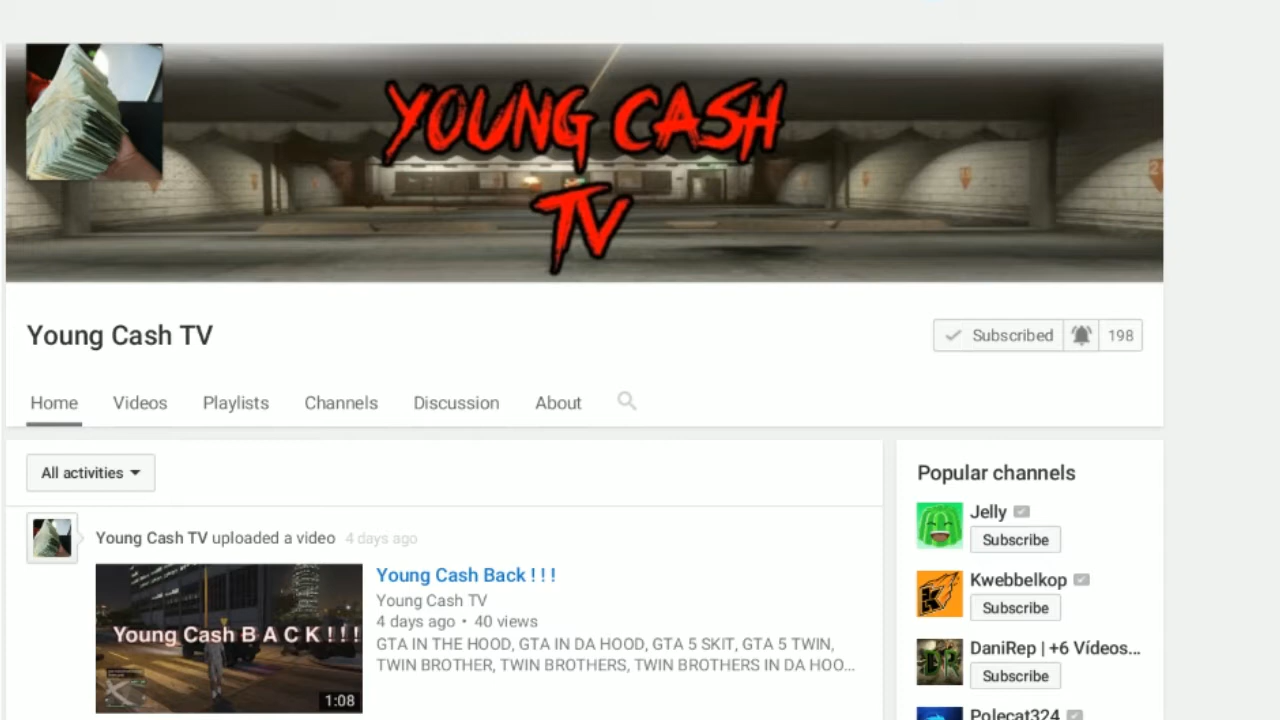 YOUNG CASH
TV
Young Cash TV
Subscribed
198
Home
Videos
Playlists
Channels
Discussion
About
All activities
Young Cash TV uploaded a video 4 days ago
Young Cash B A C K ! ! !
1:08
Young Cash Back ! ! !
Young Cash TV
4 days ago • 40 views
GTA IN THE HOOD, GTA IN DA HOOD, GTA 5 SKIT, GTA 5 TWIN,
TWIN BROTHER, TWIN BROTHERS, TWIN BROTHERS IN DA HOO...
Popular channels
Jelly
Subscribe
Kwebbelkop
Subscribe
DaniRep | +6 Vídeos...
Subscribe
Polecat324